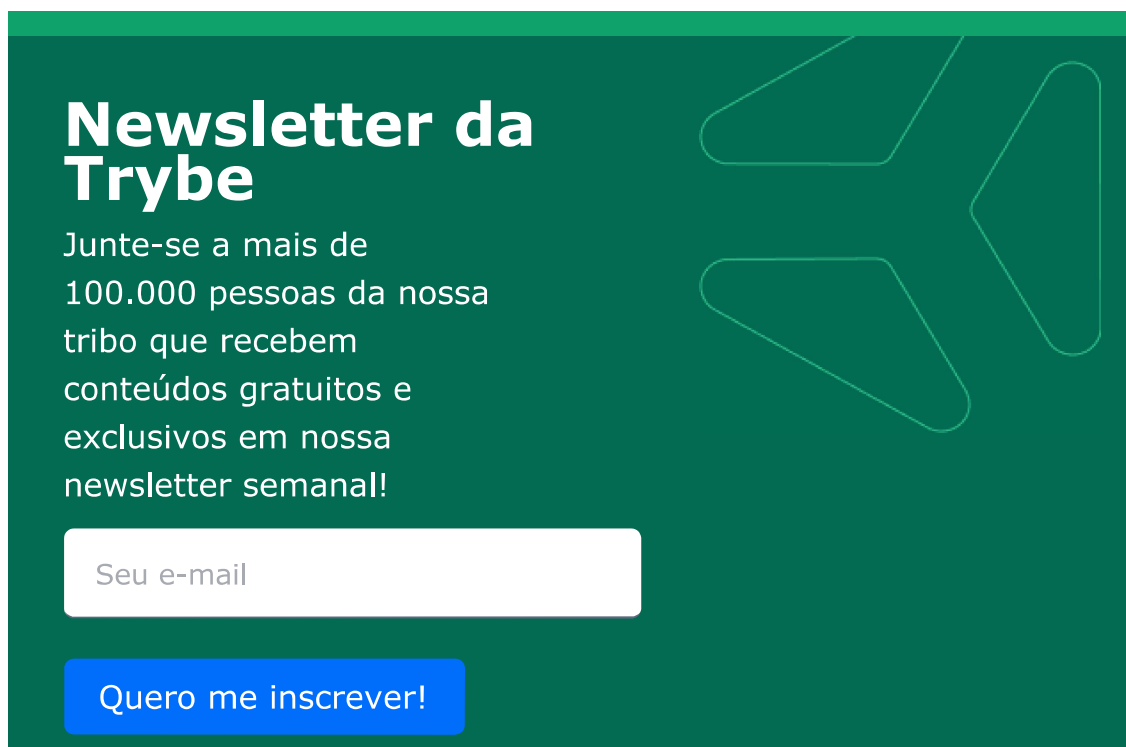 Newsletter da
Trybe
Junte-se a mais de
100.000 pessoas da nossa
tribo que recebem
conteúdos gratuitos e
exclusivos em nossa
newsletter semanal!
Seu e-mail
Quero me inscrever!